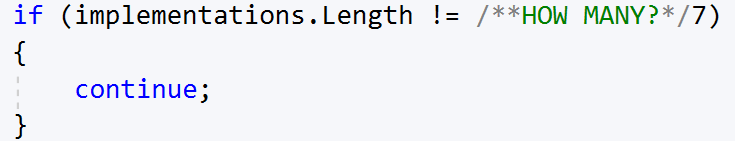 if (implementations.Length != /**HOW MANY?*/7)
{
    continue;
}